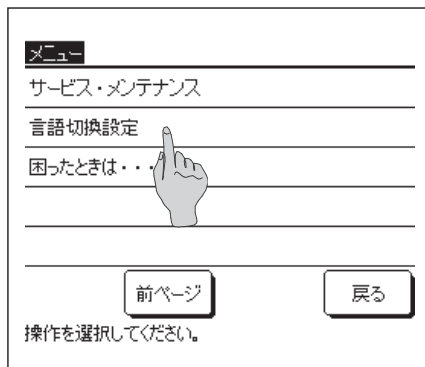 メニュー
サービス・メンテナンス
言語切換設定
困ったときは・・・
前ページ
戻る
操作を選択してください。